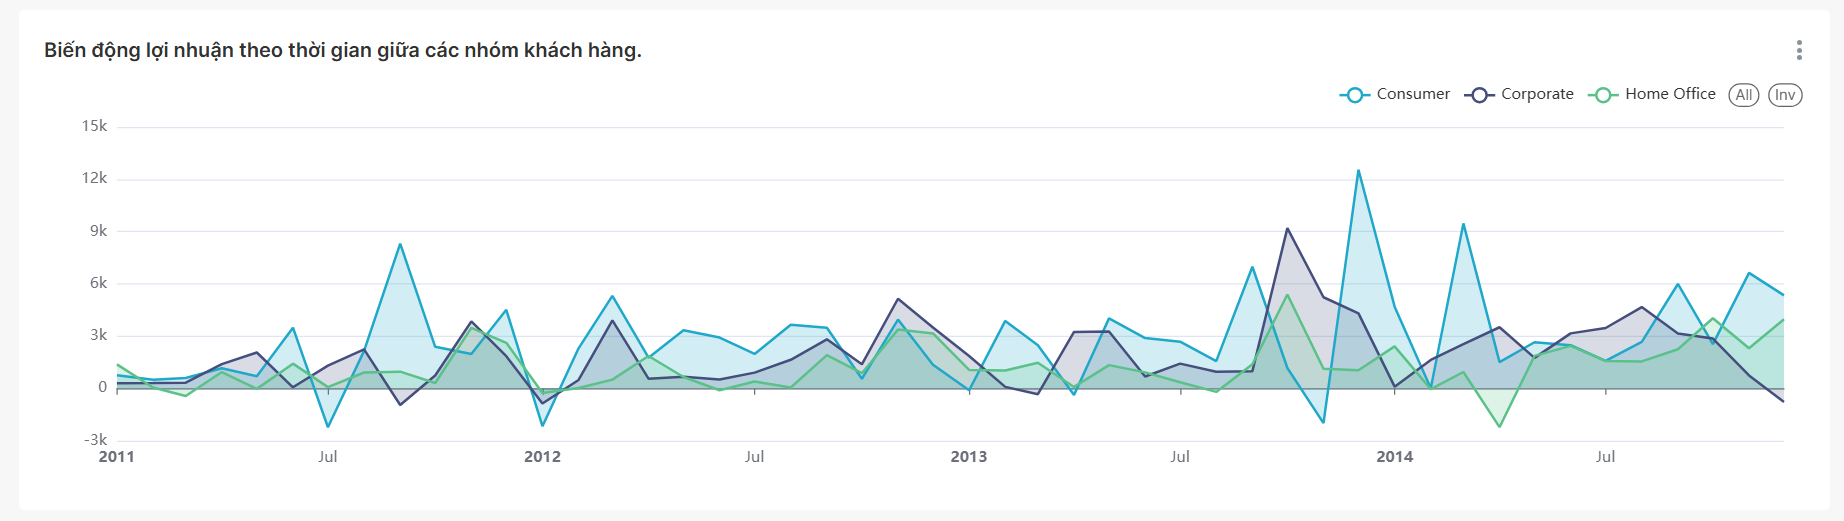 Biến động lợi nhuận theo thời gian giữa các nhóm khách hàng.
Consumer Corporate Home Office All Inv
15k
12k
9k
6k
3k
0
-3k
2011 Jul 2012 Jul 2013 Jul 2014 Jul